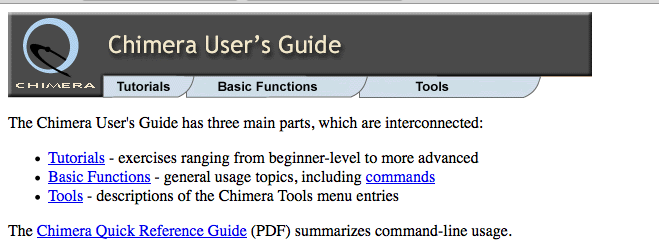 Chimera User's Guide
CHIMERA
Tutorials Basic Functions Tools
The Chimera User's Guide has three main parts, which are interconnected:
• Tutorials - exercises ranging from beginner-level to more advanced
• Basic Functions - general usage topics, including commands
• Tools - descriptions of the Chimera Tools menu entries
The Chimera Quick Reference Guide (PDF) summarizes command-line usage.